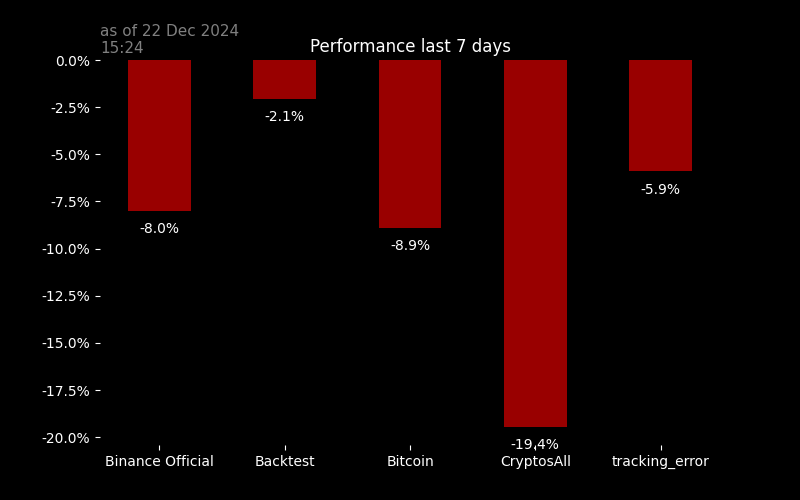 as of 22 Dec 2024
15:24
Performance last 7 days
0.0%
-2.5%
-5.0%
-7.5%
-10.0%
-12.5%
-15.0%
-17.5%
-20.0%
-8.0%
-2.1%
-8.9%
-19.4%
-5.9%
Binance Official
Backtest
Bitcoin
CryptosAll
tracking_error